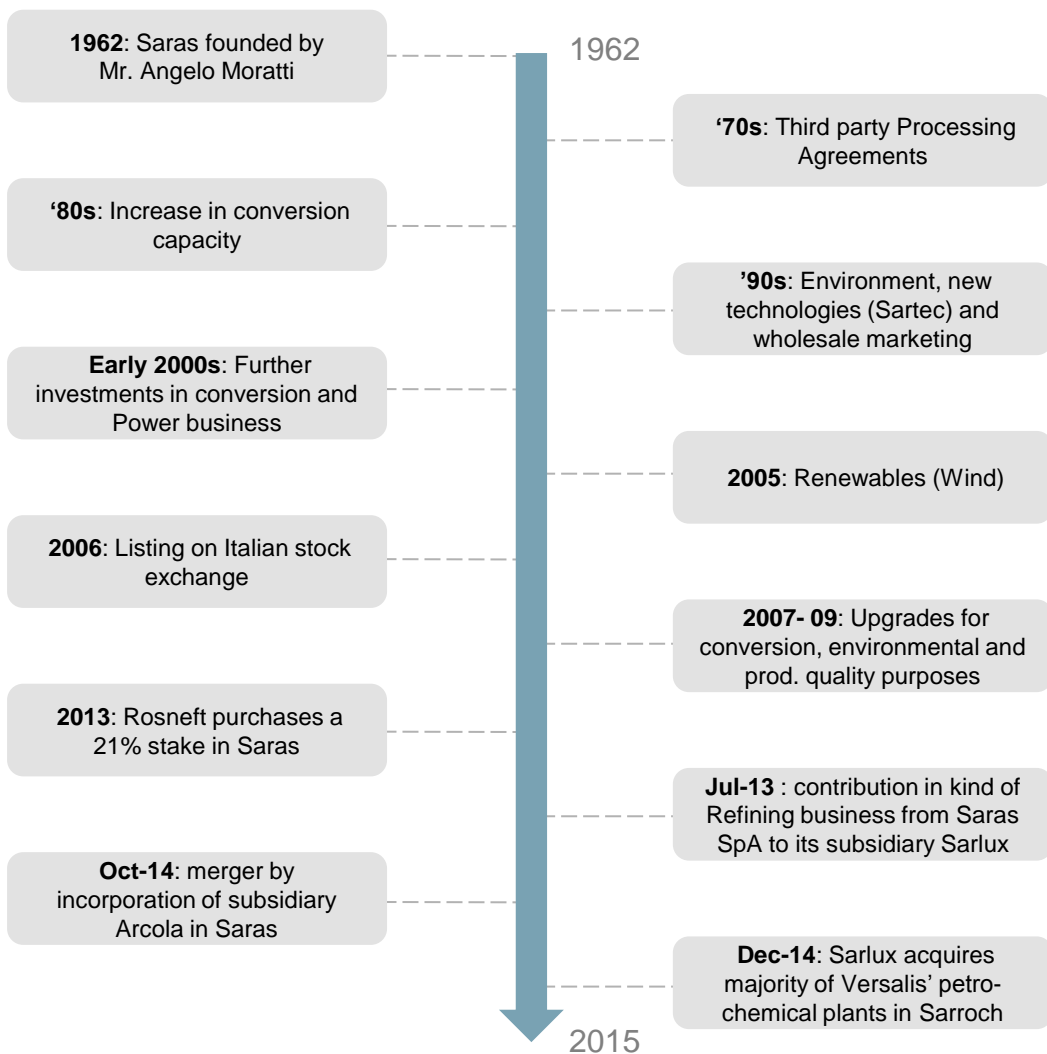 1962: Saras founded by
Mr. Angelo Moratti
1962
‘70s: Third party Processing
Agreements
‘80s: Increase in conversion
capacity
’90s: Environment, new
technologies (Sartec) and
wholesale marketing
Early 2000s: Further
investments in conversion and
Power business
2005: Renewables (Wind)
2006: Listing on Italian stock
exchange
2007- 09: Upgrades for
conversion, environmental and
prod. quality purposes
2013: Rosneft purchases a
21% stake in Saras
Jul-13 : contribution in kind of
Refining business from Saras
SpA to its subsidiary Sarlux
Oct-14: merger by
incorporation of subsidiary
Arcola in Saras
Dec-14: Sarlux acquires
majority of Versalis’ petro-
chemical plants in Sarroch
2015